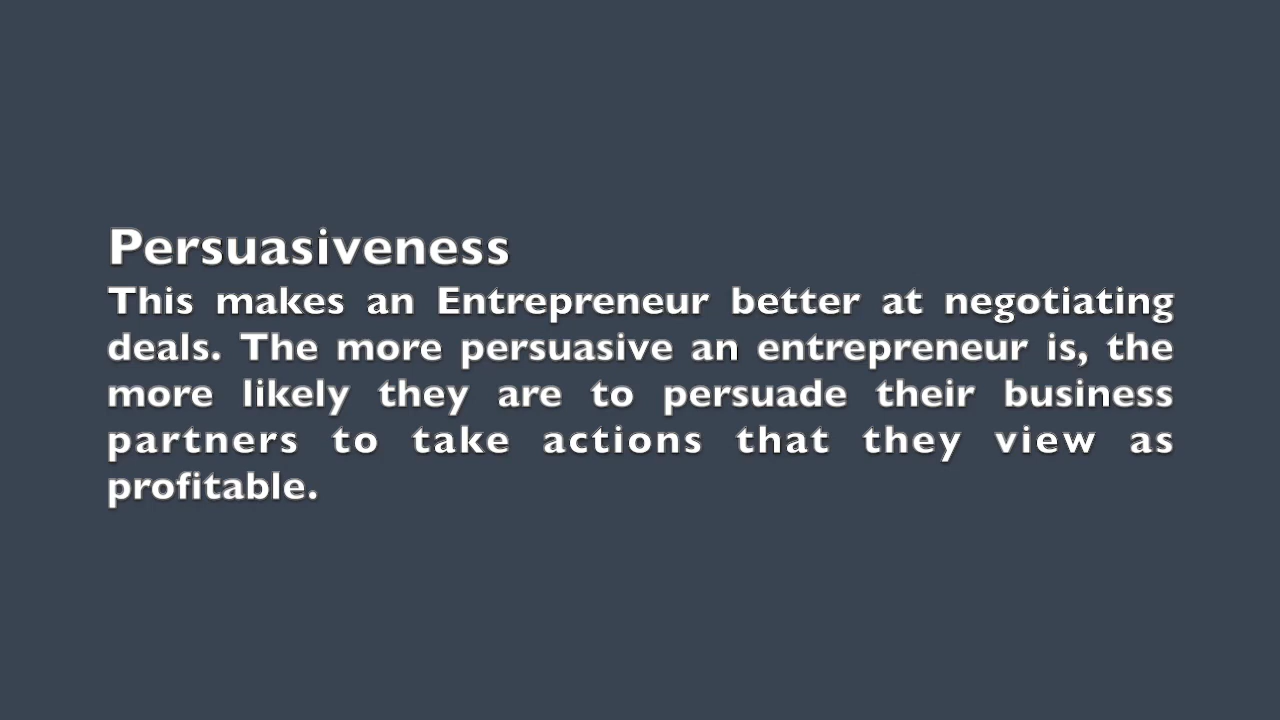 Persuasiveness
This makes an Entrepreneur better at negotiating
deals. The more persuasive an entrepreneur is, the
more likely they are to persuade their business
partners to take actions that they view as
profitable.